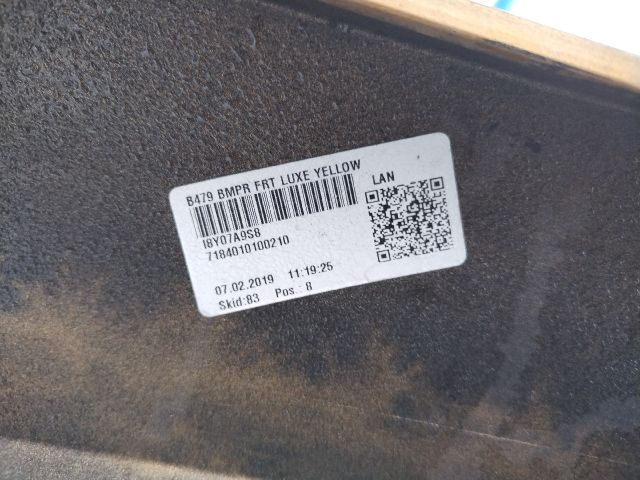 B479 BMPR FRT LUXE YELLOW
LAN
I8Y07A9S8
7184010100210
07.02.2019 11:19:25
Skid:83 Pos.: 8